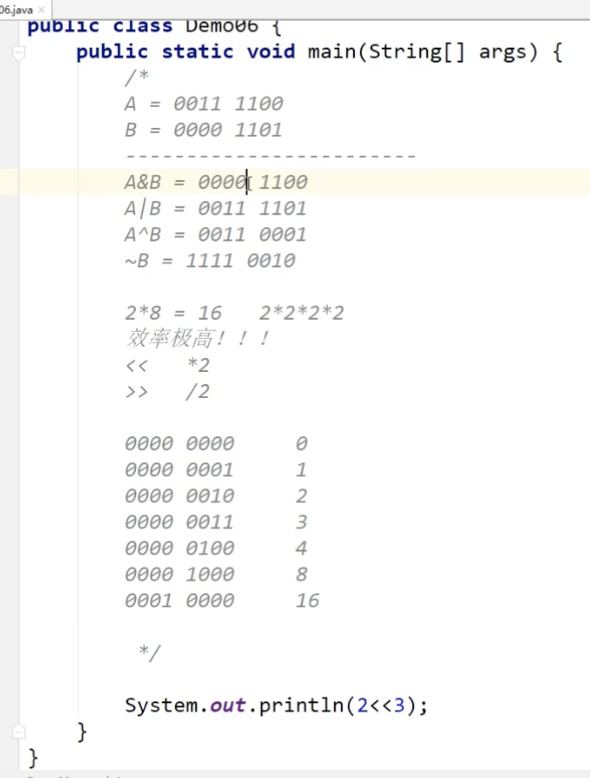 06.java ×
public class Demo06 {
public static void main(String[] args) {
/*
A = 0011 1100
B = 0000 1101
------------------------
A&B = 0000 1100
A|B = 0011 1101
A^B = 0011 0001
~B = 1111 0010
2*8 = 16   2*2*2*2
效率极高！！！
<<   *2
>>   /2
0000 0000     0
0000 0001     1
0000 0010     2
0000 0011     3
0000 0100     4
0000 1000     8
0001 0000     16
*/
System.out.println(2<<3);
}
}